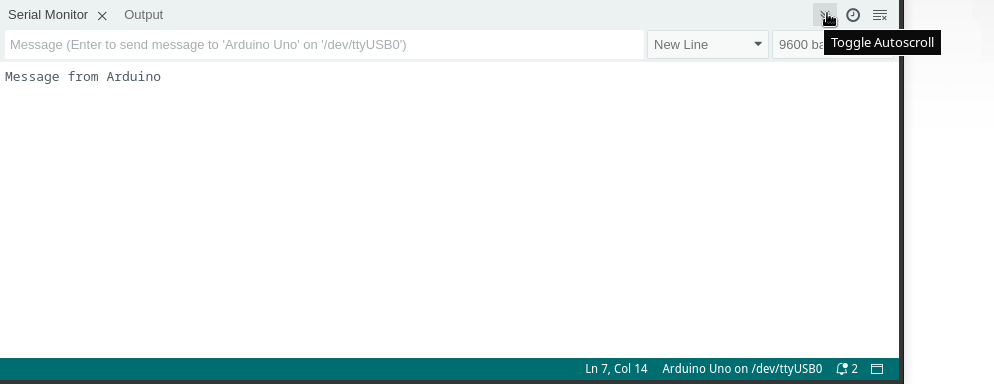 Serial Monitor
Output
Message (Enter to send message to 'Arduino Uno' on '/dev/ttyUSB0')
New Line
9600
Toggle Autoscroll
Message from Arduino
Ln 7, Col 14
Arduino Uno on /dev/ttyUSB0
2